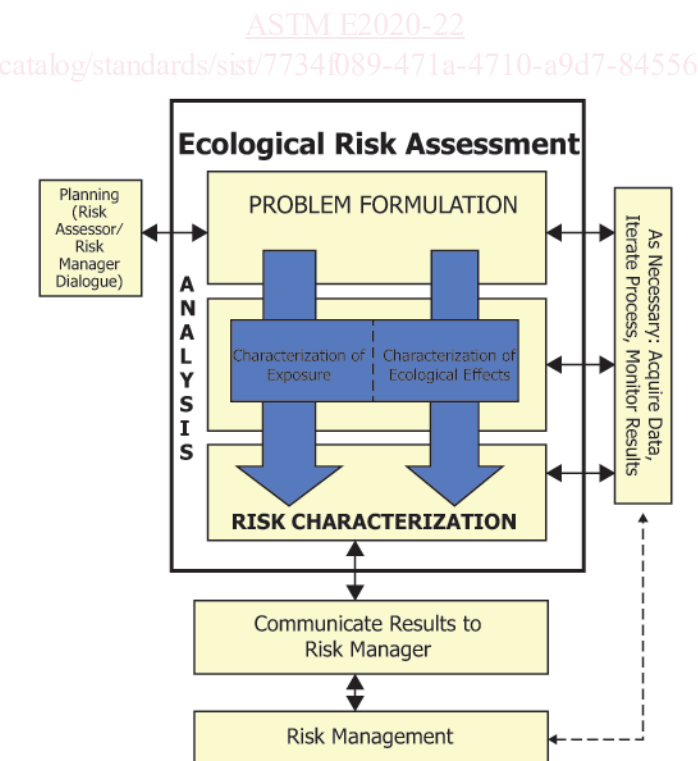 ASTM E2020-22
catalog/standards/sist/7734f089-471a-4710-a9d7-84556
Ecological Risk Assessment
Planning
(Risk
Assessor/
Risk
Manager
Dialogue)
PROBLEM FORMULATION
As Necessary: Acquire Data,
Iterate Process, Monitor Results
ANALYSIS
Characterization of
Exposure
Characterization of
Ecological Effects
RISK CHARACTERIZATION
Communicate Results to
Risk Manager
Risk Management